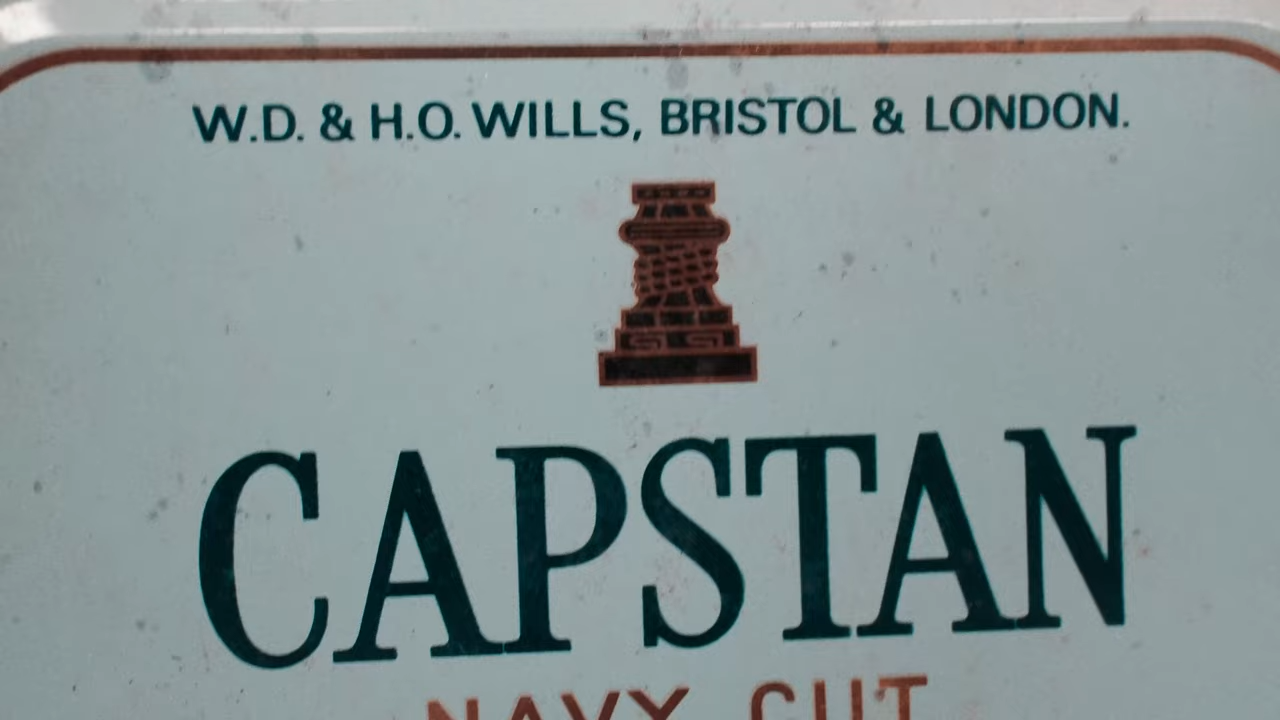 W.D. & H.O. WILLS, BRISTOL & LONDON.
CAPSTAN
NAVY CUT